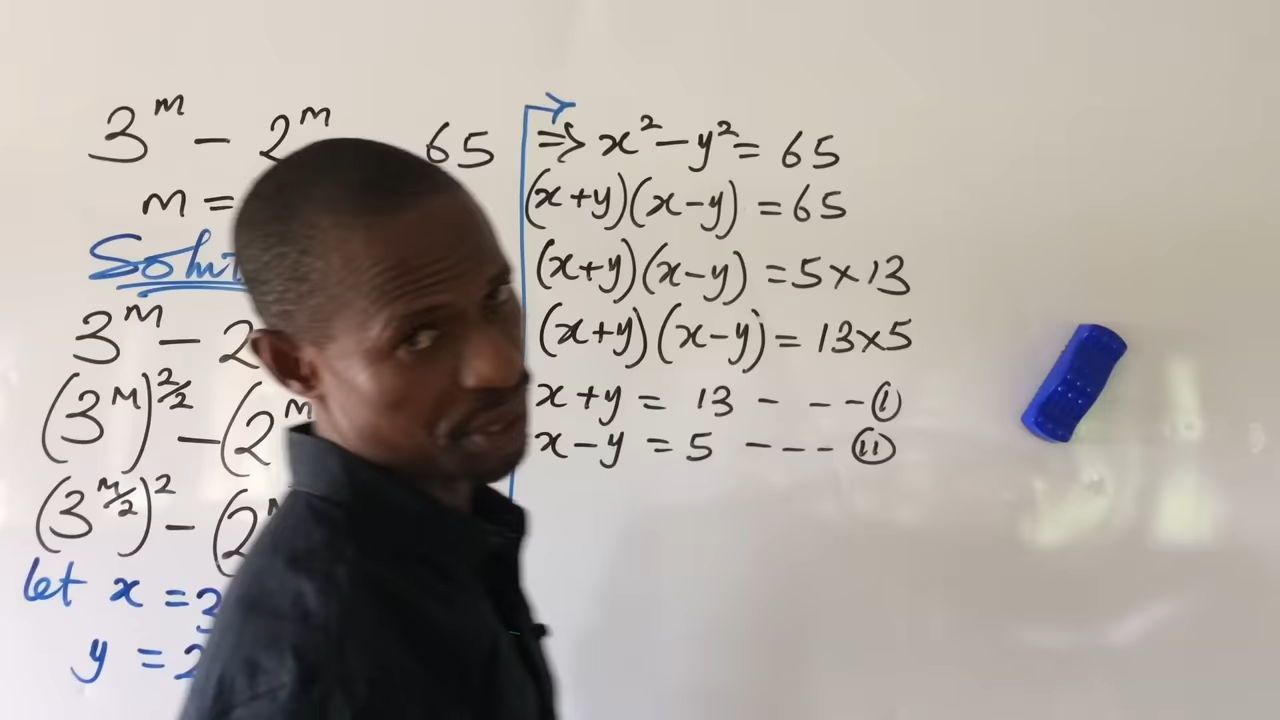 3^m - 2^m 65
m =
Soluti
3^m - 2
(3^m)^2/2 - (2^m
(3^m/2)^2 - (2^m
let x = 3
y = 2
⇒ x² - y² = 65
(x+y)(x-y) = 65
(x+y)(x-y) = 5×13
(x+y)(x-y) = 13×5
x+y = 13 - - - (i)
x-y = 5 - - - - (ii)